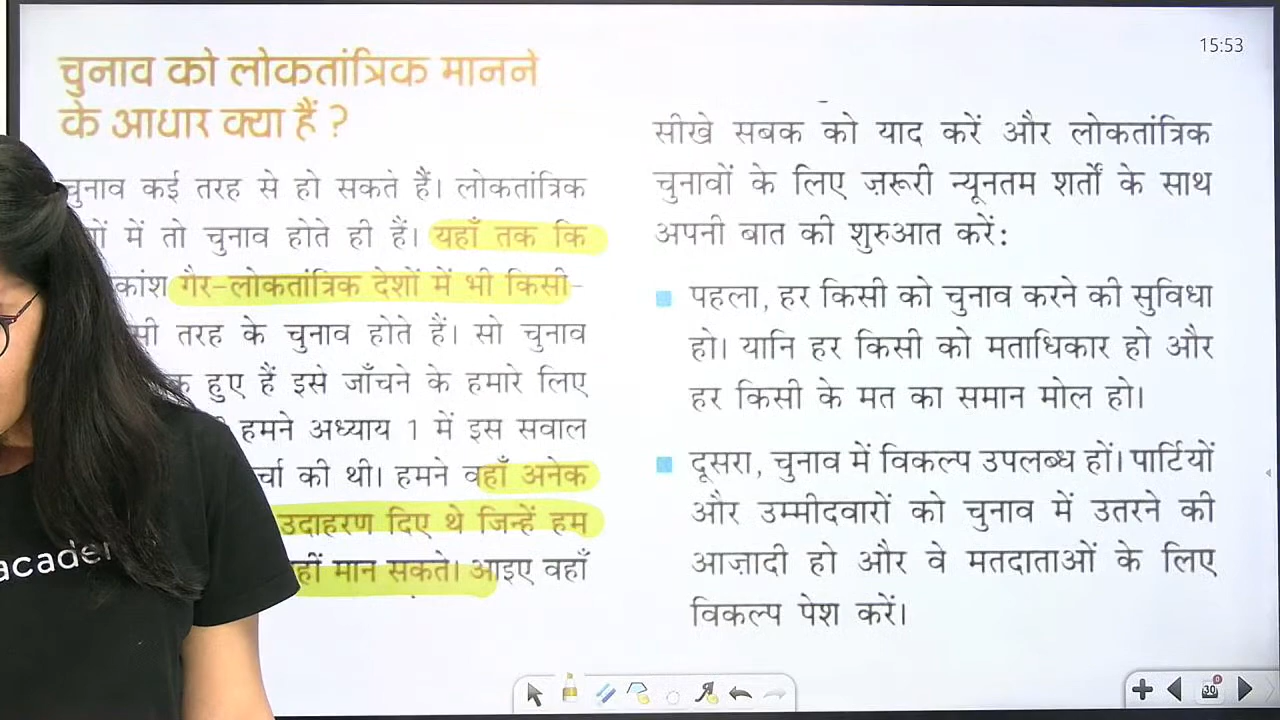 चुनाव को लोकतांत्रिक मानने
के आधार क्या हैं ?
चुनाव कई तरह से हो सकते हैं। लोकतांत्रिक
में तो चुनाव होते ही हैं। यहाँ तक कि
गैर-लोकतांत्रिक देशों में भी किसी-
तरह के चुनाव होते हैं। सो चुनाव
हुए हैं इसे जाँचने के हमारे लिए
हमने अध्याय 1 में इस सवाल
की थी। हमने वहाँ अनेक
उदाहरण दिए थे जिन्हें हम
मान सकते। आइए वहाँ
सीखे सबक को याद करें और लोकतांत्रिक
चुनावों के लिए ज़रूरी न्यूनतम शर्तों के साथ
अपनी बात की शुरुआत करें:
पहला, हर किसी को चुनाव करने की सुविधा
हो। यानि हर किसी को मताधिकार हो और
हर किसी के मत का समान मोल हो।
दूसरा, चुनाव में विकल्प उपलब्ध हों। पार्टियों
और उम्मीदवारों को चुनाव में उतरने की
आज़ादी हो और वे मतदाताओं के लिए
विकल्प पेश करें।
15:53
30